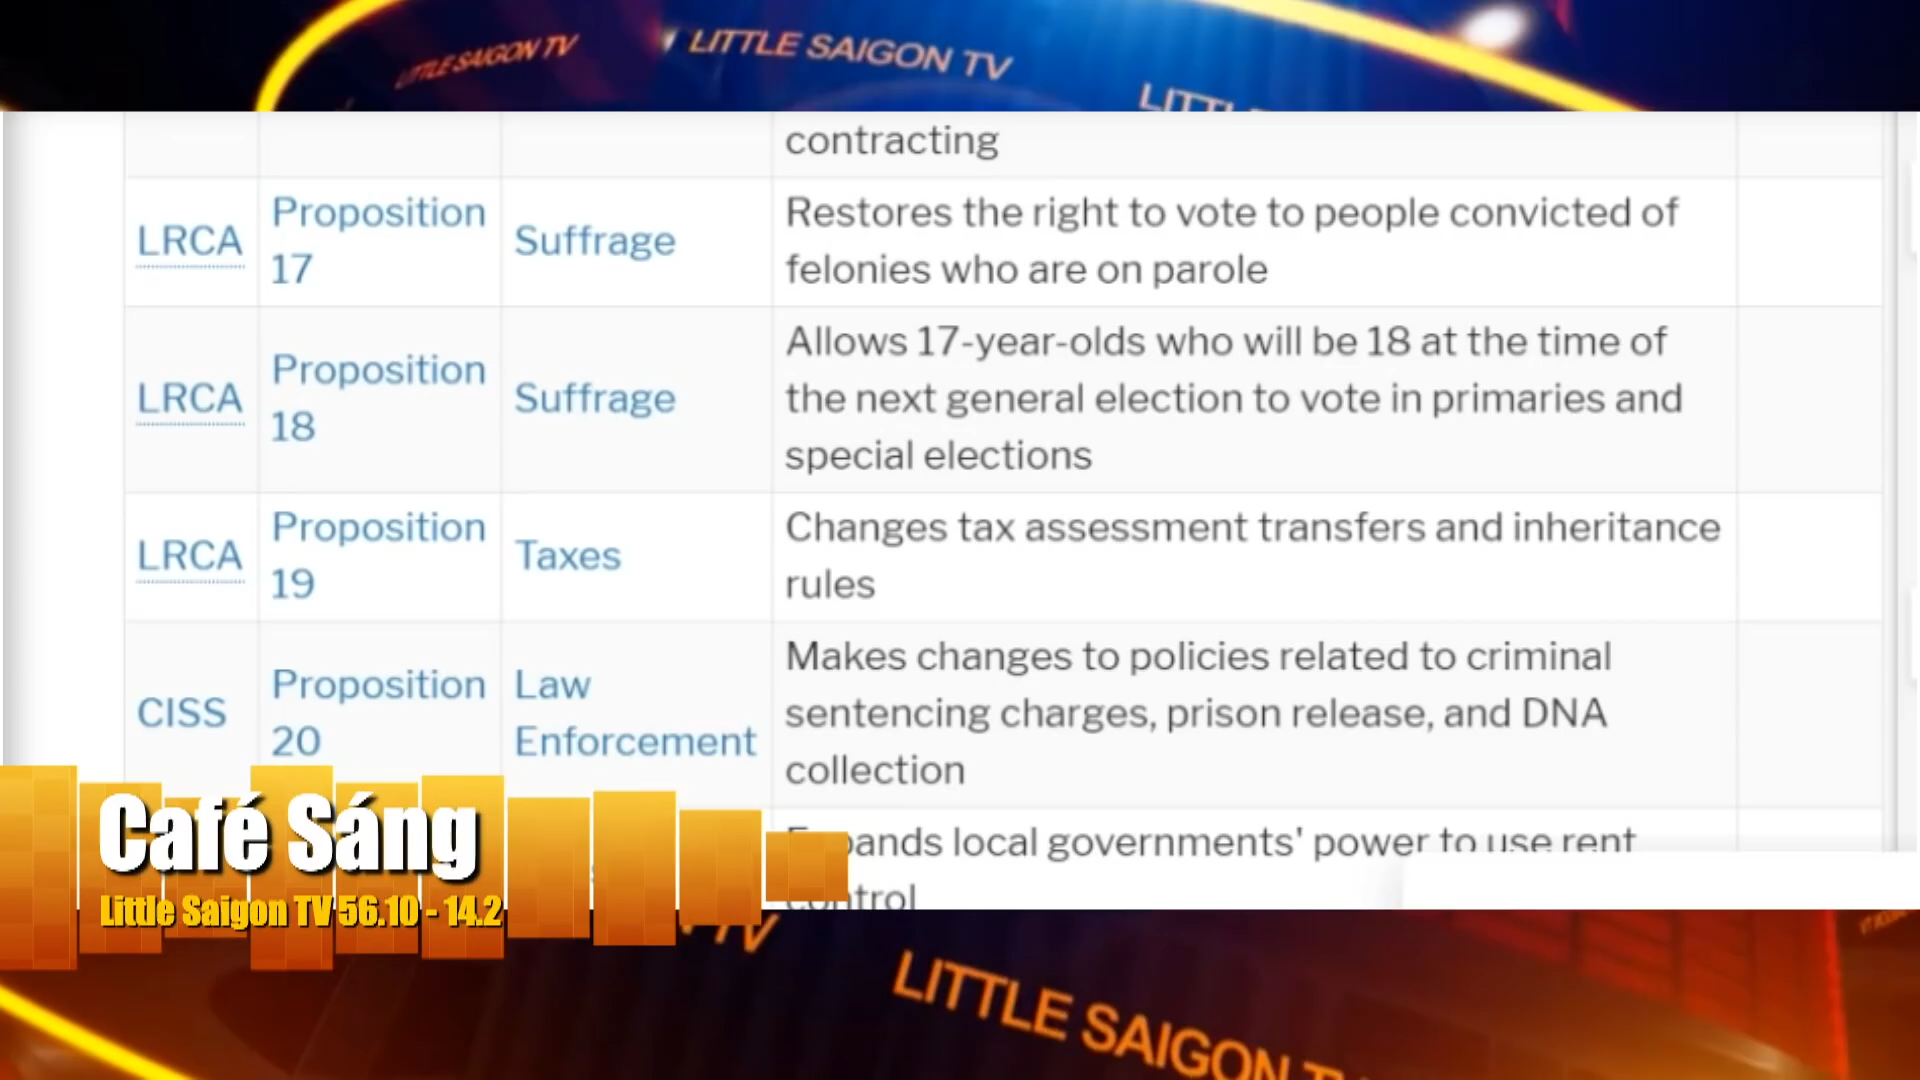 LITTLE SAIGON TV
LITTLE SAIGON TV
contracting
LRCA
Proposition
17
Suffrage
Restores the right to vote to people convicted of
felonies who are on parole
LRCA
Proposition
18
Suffrage
Allows 17-year-olds who will be 18 at the time of
the next general election to vote in primaries and
special elections
LRCA
Proposition
19
Taxes
Changes tax assessment transfers and inheritance
rules
CISS
Proposition
20
Law
Enforcement
Makes changes to policies related to criminal
sentencing charges, prison release, and DNA
collection
local governments' power to use rent
Café Sáng
Little Saigon TV 56.10 - 14.2
TV
LITTLE SAIGON